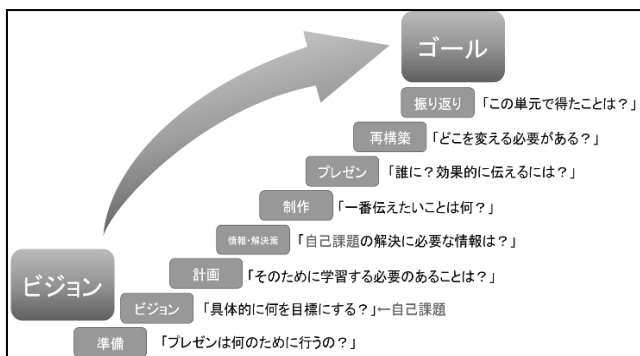 ゴール
振り返り 「この単元で得たことは？」
再構築 「どこを変える必要がある？」
プレゼン 「誰に？効果的に伝えるには？」
制作 「一番伝えたいことは何？」
情報・解決策 「自己課題の解決に必要な情報は？」
計画 「そのために学習する必要のあることは？」
ビジョン
ビジョン 「具体的に何を目標にする？」←自己課題
準備 「プレゼンは何のために行うの？」